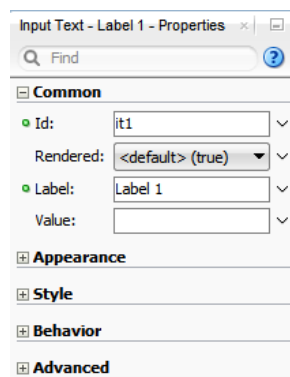 Input Text - Label 1 - Properties
Find
Common
Id: it1
Rendered: <default> (true)
Label: Label 1
Value:
Appearance
Style
Behavior
Advanced